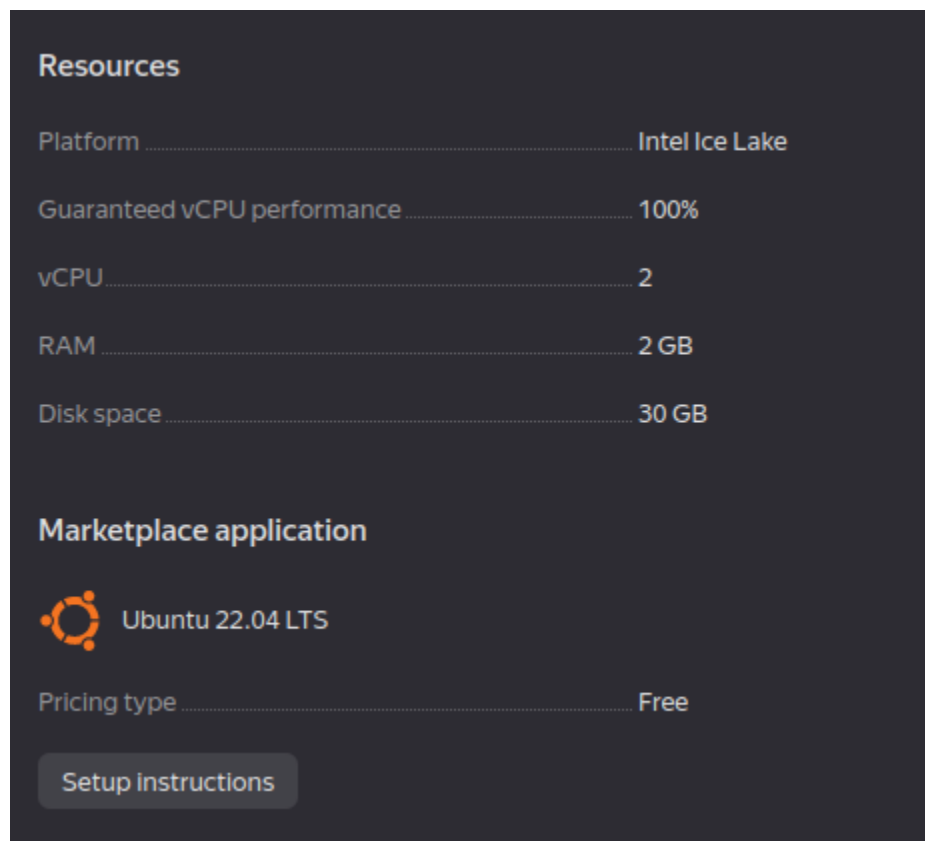 Resources
Platform Intel Ice Lake
Guaranteed vCPU performance 100%
vCPU 2
RAM 2 GB
Disk space 30 GB
Marketplace application
Ubuntu 22.04 LTS
Pricing type Free
Setup instructions